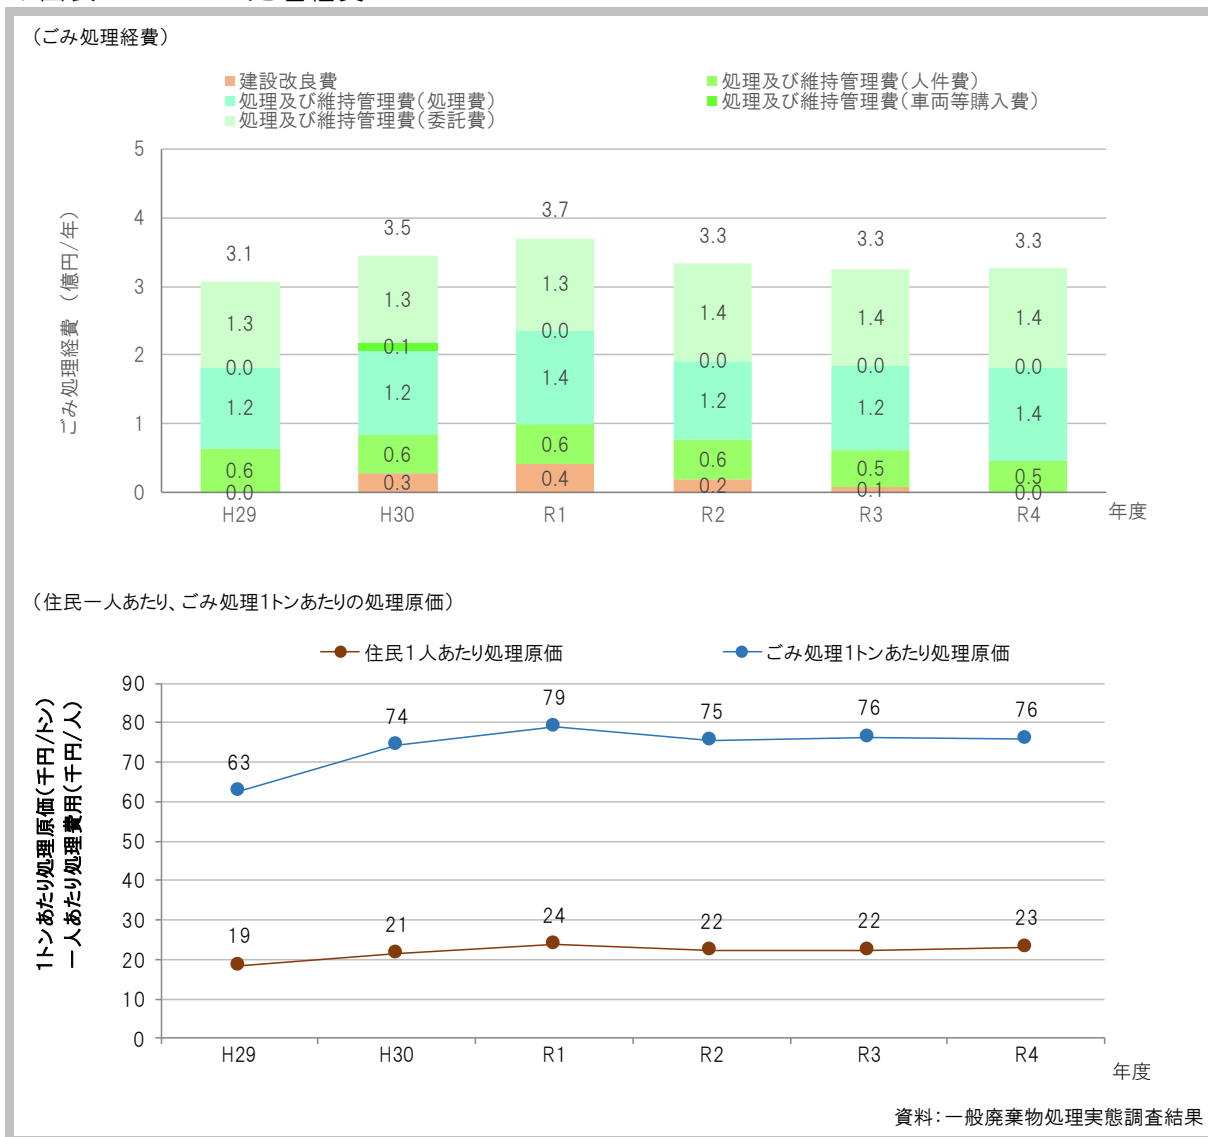 （ごみ処理経費）
建設改良費
処理及び維持管理費（人件費）
処理及び維持管理費（処理費）
処理及び維持管理費（車両等購入費）
処理及び維持管理費（委託費）
ごみ処理経費 （億円/年）
5
4
3
2
1
0
3.1 3.5 3.7 3.3 3.3 3.3
1.3 1.3 1.3 1.4 1.4 1.4
0.0 0.1 0.0 0.0 0.0 0.0
1.2 1.2 1.4 1.2 1.2 1.4
0.6 0.6 0.6 0.6 0.5 0.5
0.0 0.3 0.4 0.2 0.1 0.0
H29 H30 R1 R2 R3 R4 年度
（住民一人あたり、ごみ処理1トンあたりの処理原価）
住民１人あたり処理原価
ごみ処理1トンあたり処理原価
1トンあたり処理原価（千円/トン）
一人あたり処理費用（千円/人）
90
80
70
60
50
40
30
20
10
0
63 74 79 75 76 76
19 21 24 22 22 23
H29 H30 R1 R2 R3 R4
年度
資料：一般廃棄物処理実態調査結果